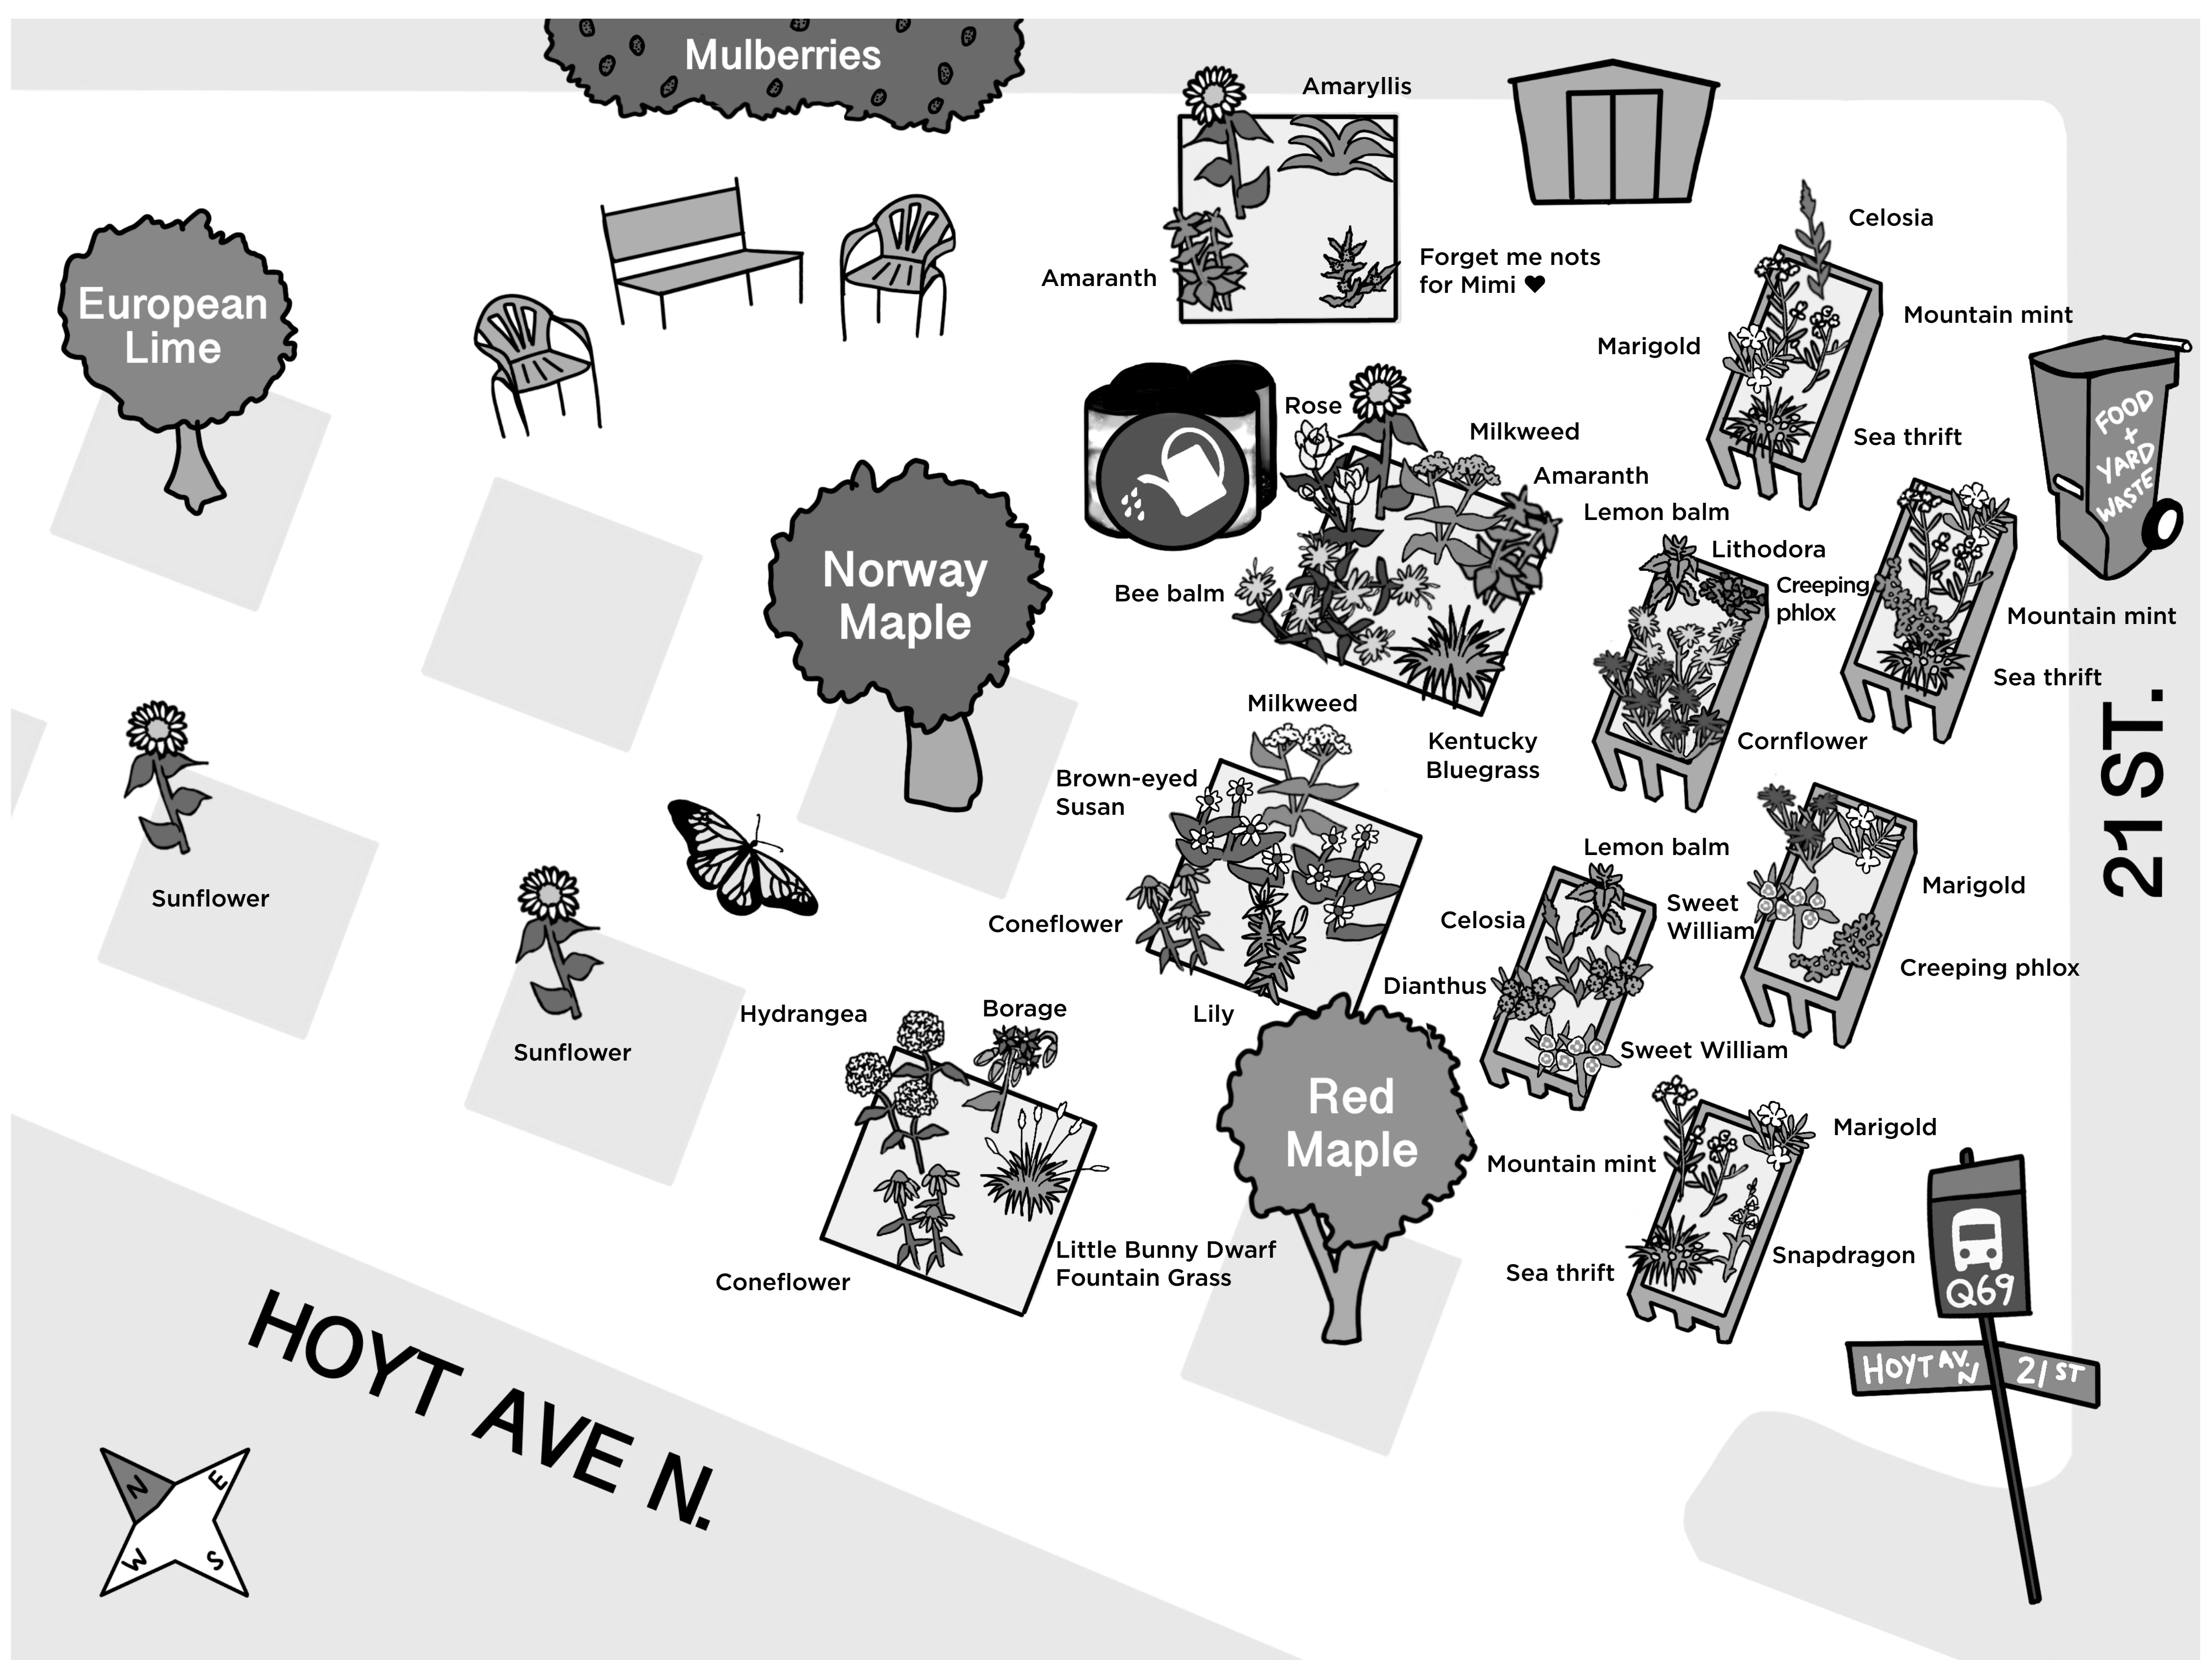 Mulberries
Amaryllis
European
Lime
Amaranth
Forget me nots
for Mimi ♥
Celosia
Mountain mint
Marigold
Sea thrift
FOOD
+
YARD
WASTE
Rose
Milkweed
Amaranth
Bee balm
Kentucky
Bluegrass
Norway
Maple
Lemon balm
Lithodora
Creeping
phlox
Cornflower
Mountain mint
Sea thrift
21 ST.
Milkweed
Brown-eyed
Susan
Coneflower
Lily
Sunflower
Sunflower
Lemon balm
Celosia
Dianthus
Sweet William
Sweet
William
Marigold
Creeping phlox
Hydrangea
Borage
Coneflower
Little Bunny Dwarf
Fountain Grass
Red
Maple
Mountain mint
Marigold
Sea thrift
Snapdragon
Q69
HOYT AV. N
21 ST
HOYT AVE N.
N
E
W
S